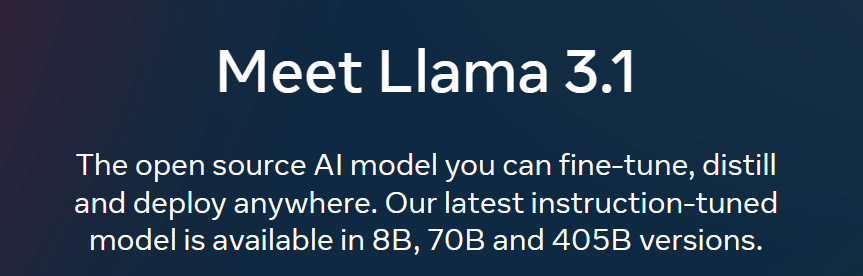 Meet Llama 3.1
The open source AI model you can fine-tune, distill
and deploy anywhere. Our latest instruction-tuned
model is available in 8B, 70B and 405B versions.